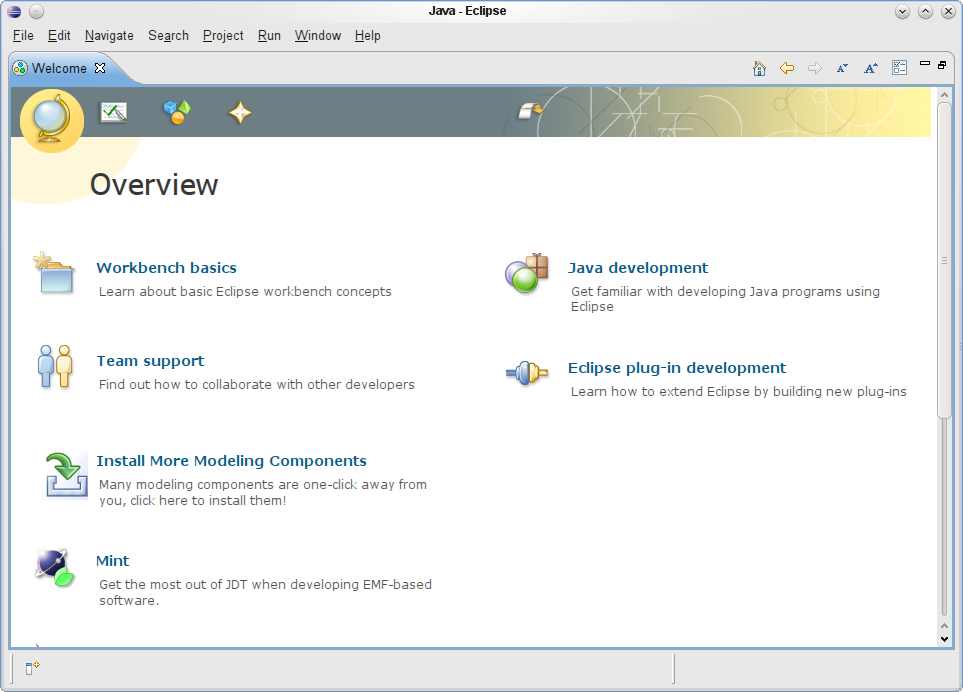 Java - Eclipse
File Edit Navigate Search Project Run Window Help
Welcome
Overview
Workbench basics
Learn about basic Eclipse workbench concepts
Java development
Get familiar with developing Java programs using
Eclipse
Team support
Find out how to collaborate with other developers
Eclipse plug-in development
Learn how to extend Eclipse by building new plug-ins
Install More Modeling Components
Many modeling components are one-click away from
you, click here to install them!
Mint
Get the most out of JDT when developing EMF-based
software.